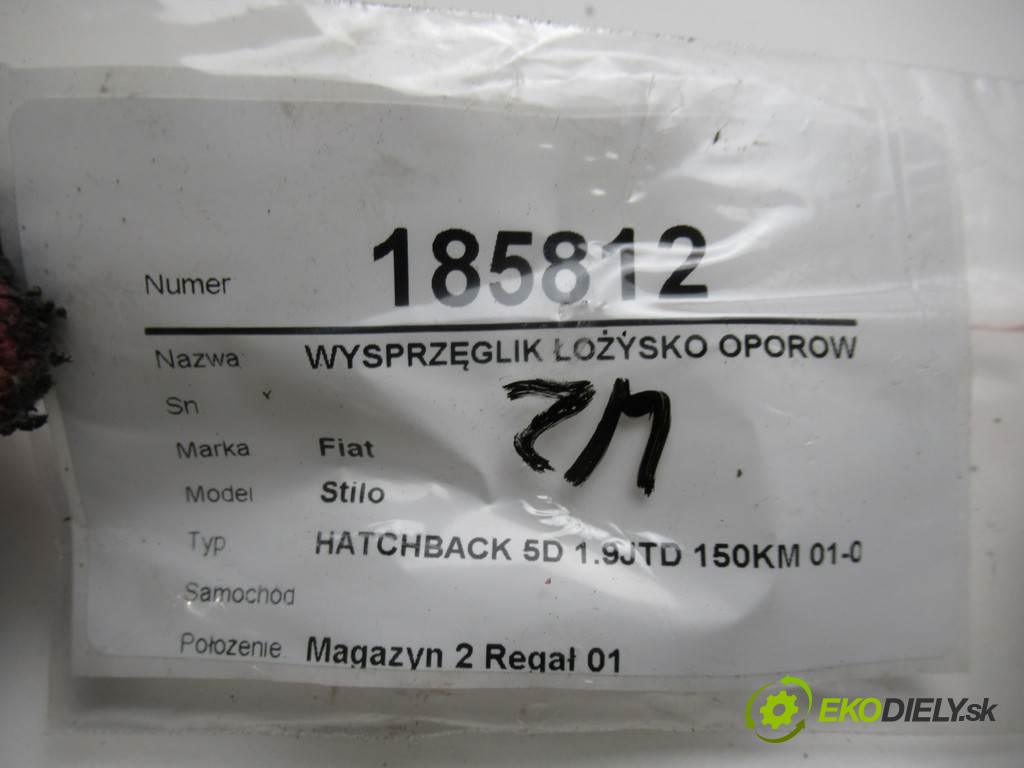 Numer 185812
Nazwa WYSPRZĘGLIK ŁOŻYSKO OPOROW
Sn
Marka Fiat
Model Stilo
Typ HATCHBACK 5D 1.9JTD 150KM 01-0
Samochód
Położenie Magazyn 2 Regał 01
EKODIELY.sk